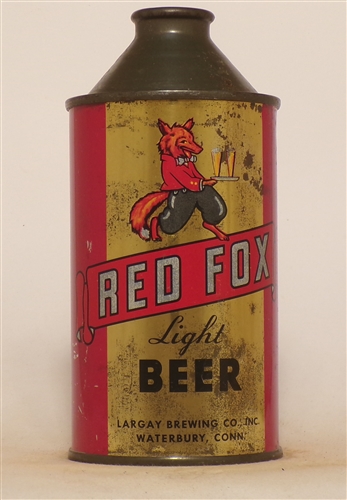 RED FOX
Light
BEER
LARGAY BREWING CO., INC.
WATERBURY, CONN.